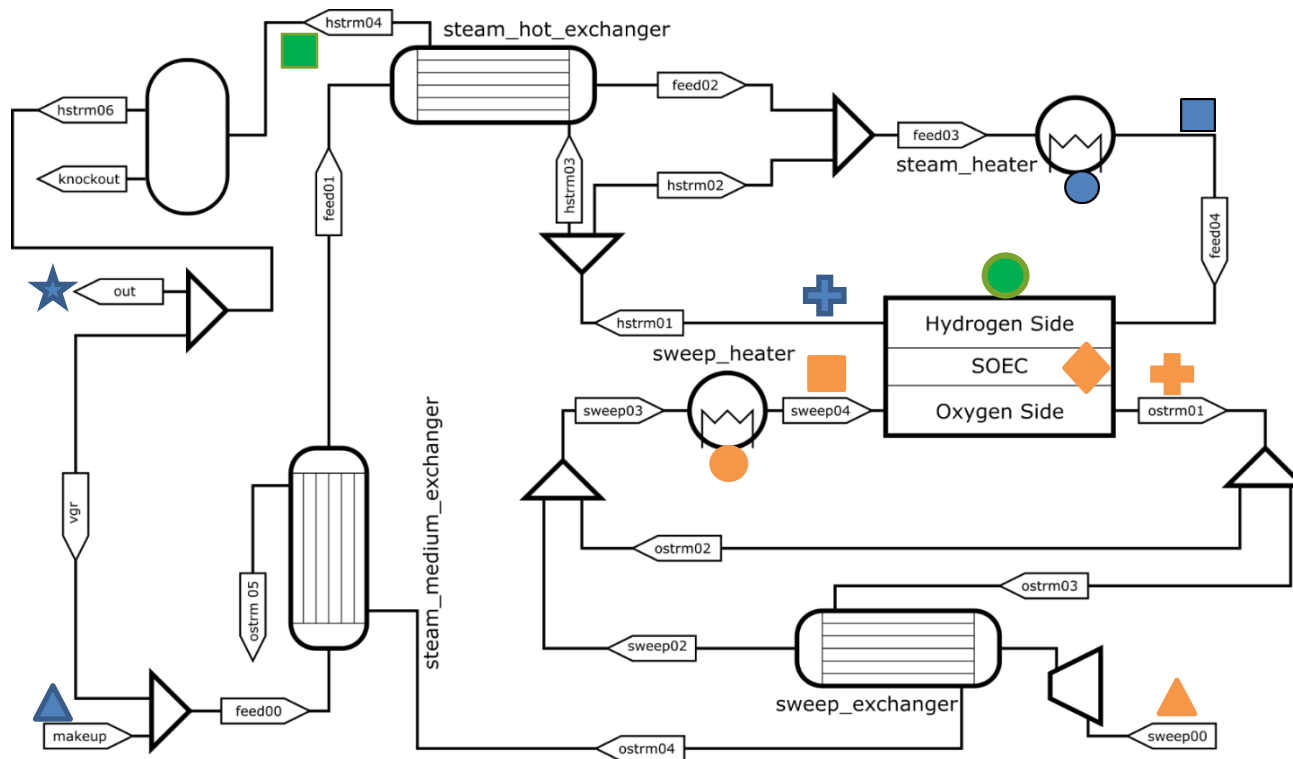 hstrm04
steam_hot_exchanger
feed02
hstrm06
knockout
feed01
hstrm03
hstrm02
feed03
steam_heater
feed04
out
hstrm01
Hydrogen Side
SOEC
Oxygen Side
sweep_heater
sweep03
sweep04
ostrm01
vgr
steam_medium_exchanger
ostrm 05
ostrm02
ostrm03
sweep02
sweep_exchanger
feed00
makeup
ostrm04
sweep00